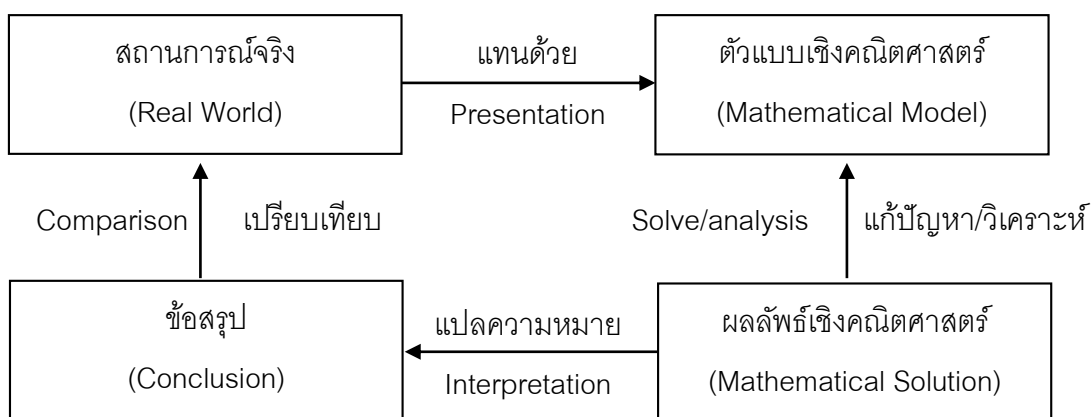 สถานการณ์จริง
(Real World)
แทนด้วย
Presentation
ตัวแบบเชิงคณิตศาสตร์
(Mathematical Model)
Comparison
เปรียบเทียบ
Solve/analysis
แก้ปัญหา/วิเคราะห์
ข้อสรุป
(Conclusion)
แปลความหมาย
Interpretation
ผลลัพธ์เชิงคณิตศาสตร์
(Mathematical Solution)